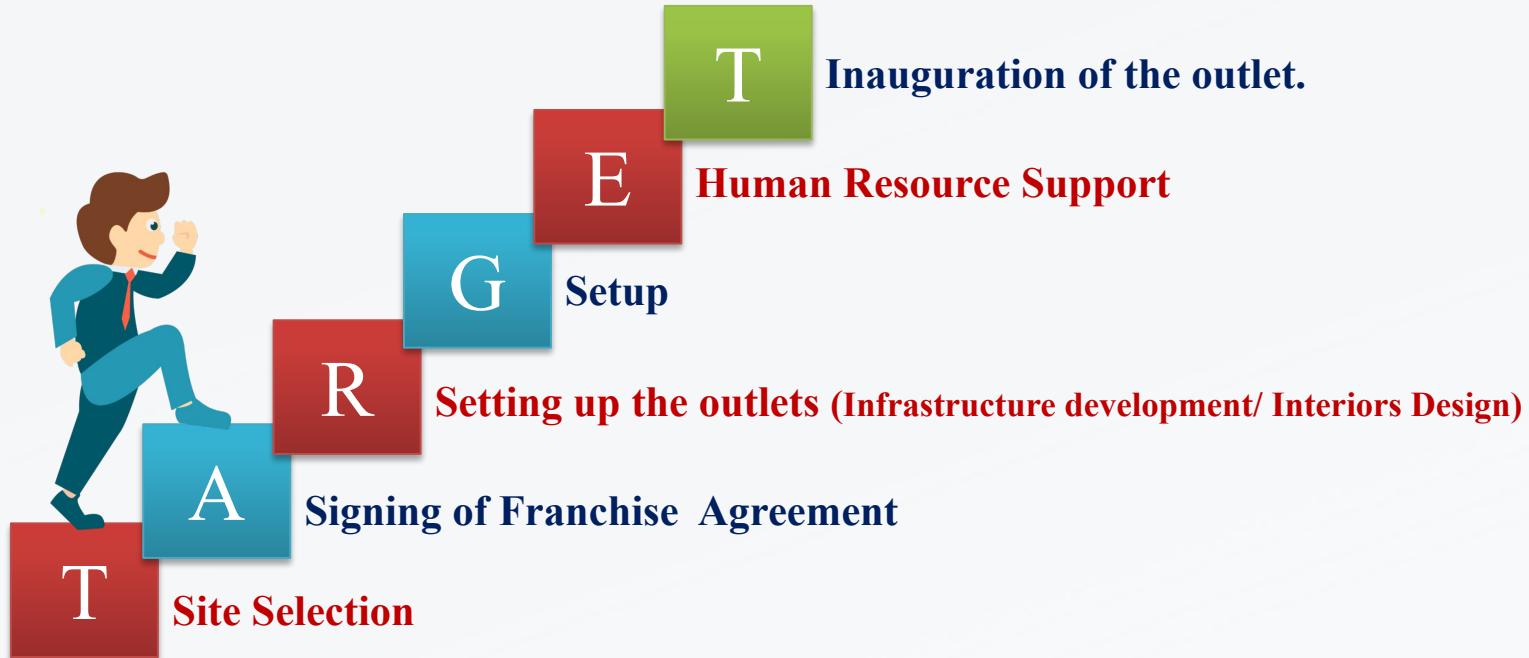 T Inauguration of the outlet.
E Human Resource Support
G Setup
R Setting up the outlets (Infrastructure development/ Interiors Design)
A Signing of Franchise Agreement
T Site Selection